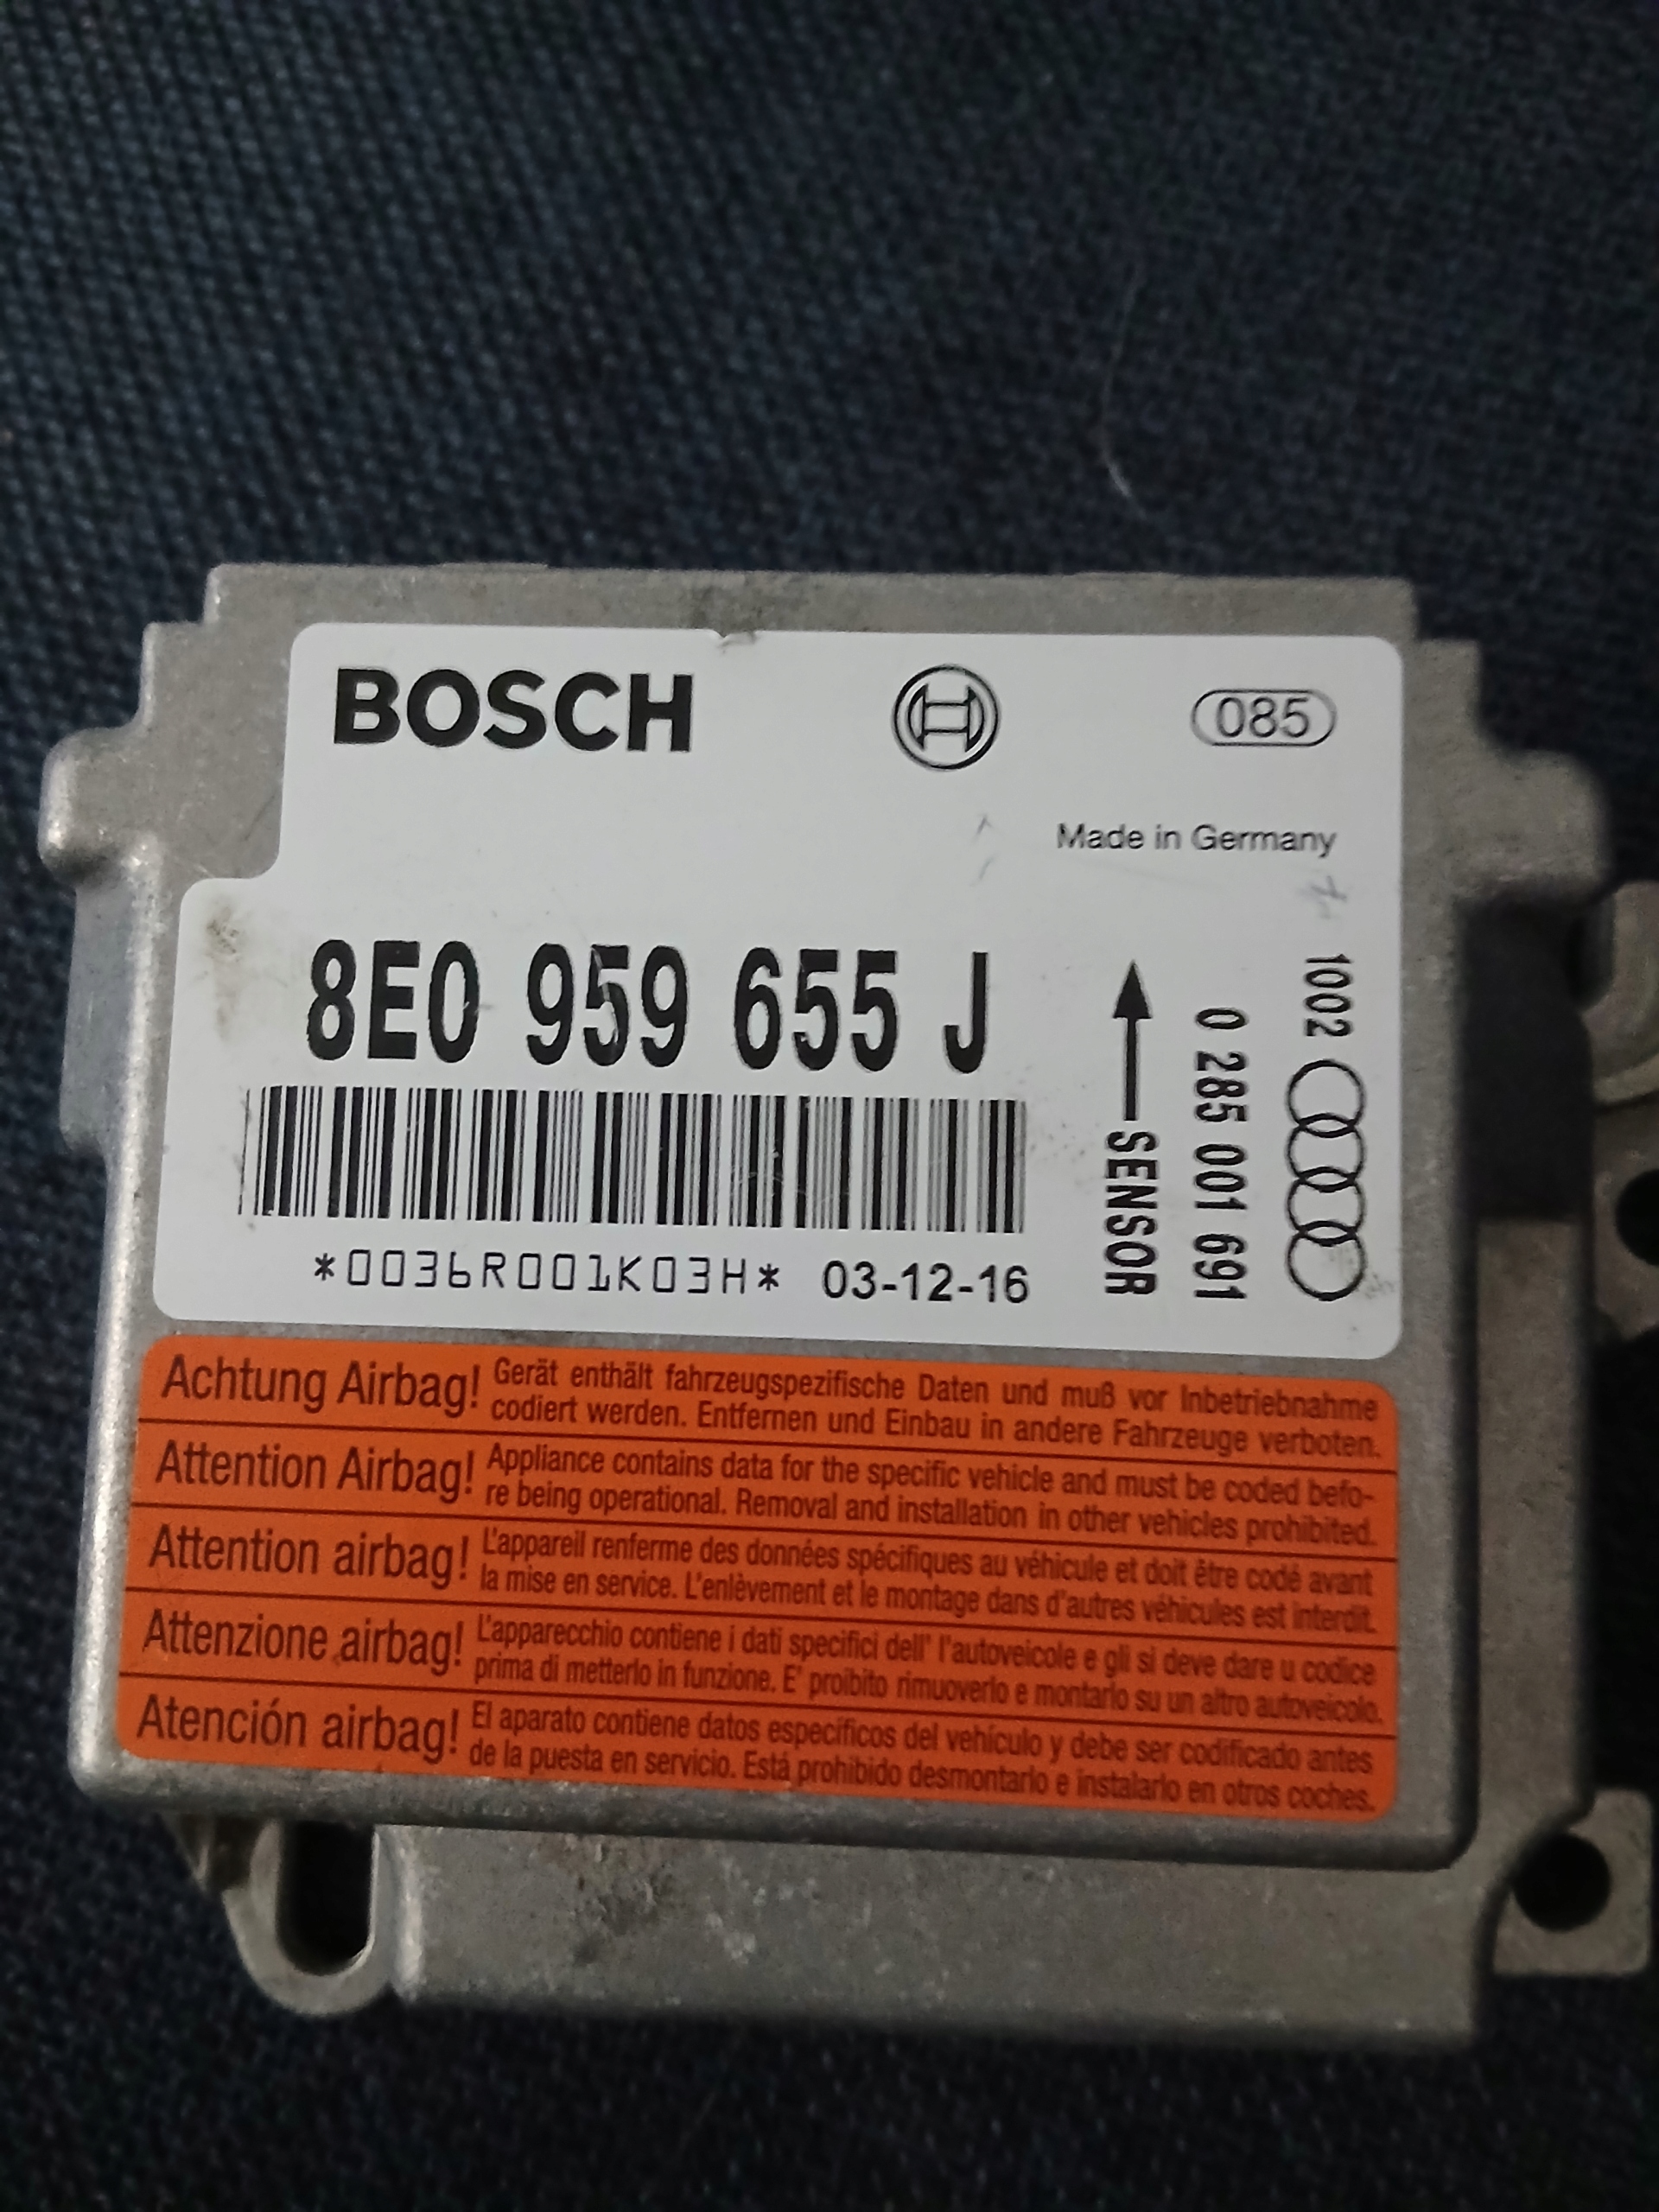 BOSCH
085
Made in Germany
8E0 959 655 J
*0036R001K03H* 03-12-16
SENSOR
0 285 001 691
1002
Achtung Airbag! Gerät enthält fahrzeugspezifische Daten und muß vor Inbetriebnahme
codiert werden. Entfernen und Einbau in andere Fahrzeuge verboten.
Attention Airbag! Appliance contains data for the specific vehicle and must be coded befo-
re being operational. Removal and installation in other vehicles prohibited.
Attention airbag! L'appareil renferme des données spécifiques au véhicule et doit être codé avant
la mise en service. L'enlèvement et le montage dans d'autres véhicules est interdit.
Attenzione airbag! L'apparecchio contiene i dati specifici dell' l'autoveicole e gli si deve dare u codice
prima di metterlo in funzione. E' proibito rimuoverlo e montarlo su un altro autoveicolo.
Atención airbag! El aparato contiene datos específicos del vehículo y debe ser codificado antes
de la puesta en servicio. Está prohibido desmontarlo e instalarlo en otros coches.